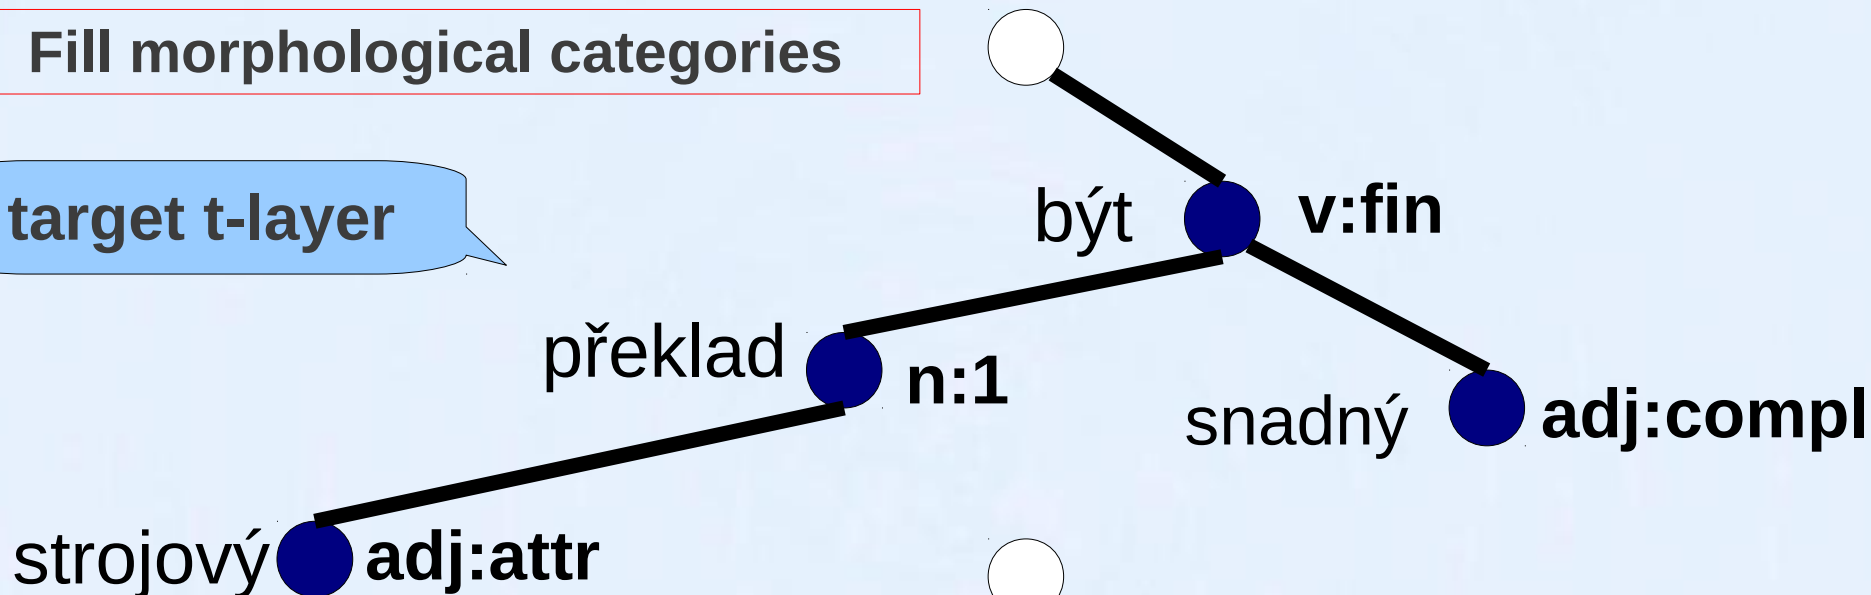 Fill morphological categories
target t-layer
být v:fin
překlad n:1
snadný adj:compl
strojový adj:attr